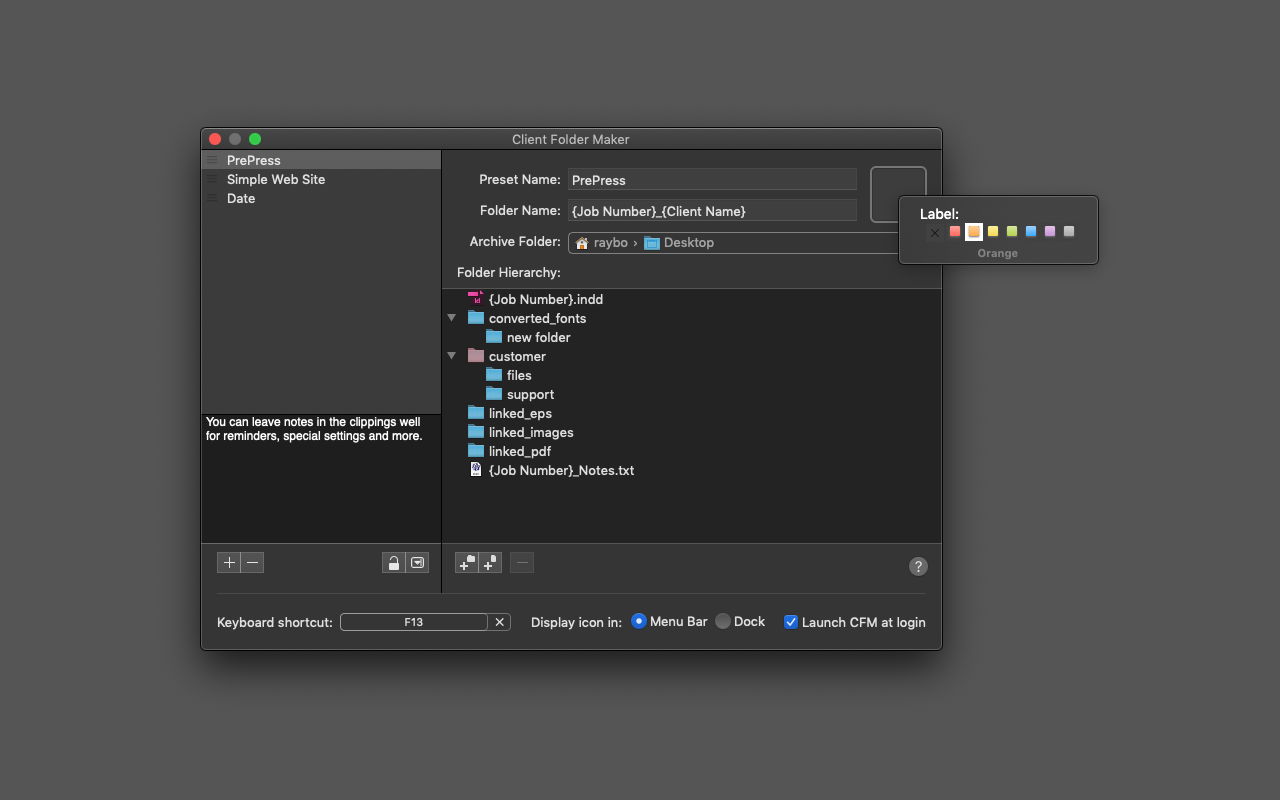 Client Folder Maker
PrePress
Simple Web Site
Date
Preset Name: PrePress
Folder Name: {Job Number}_{Client Name}
Archive Folder: raybo › Desktop
Label:
Orange
Folder Hierarchy:
{Job Number}.indd
converted_fonts
new folder
customer
files
support
linked_eps
linked_images
linked_pdf
{Job Number}_Notes.txt
You can leave notes in the clippings well
for reminders, special settings and more.
?
Keyboard shortcut: F13 Display icon in: Menu Bar Dock Launch CFM at login